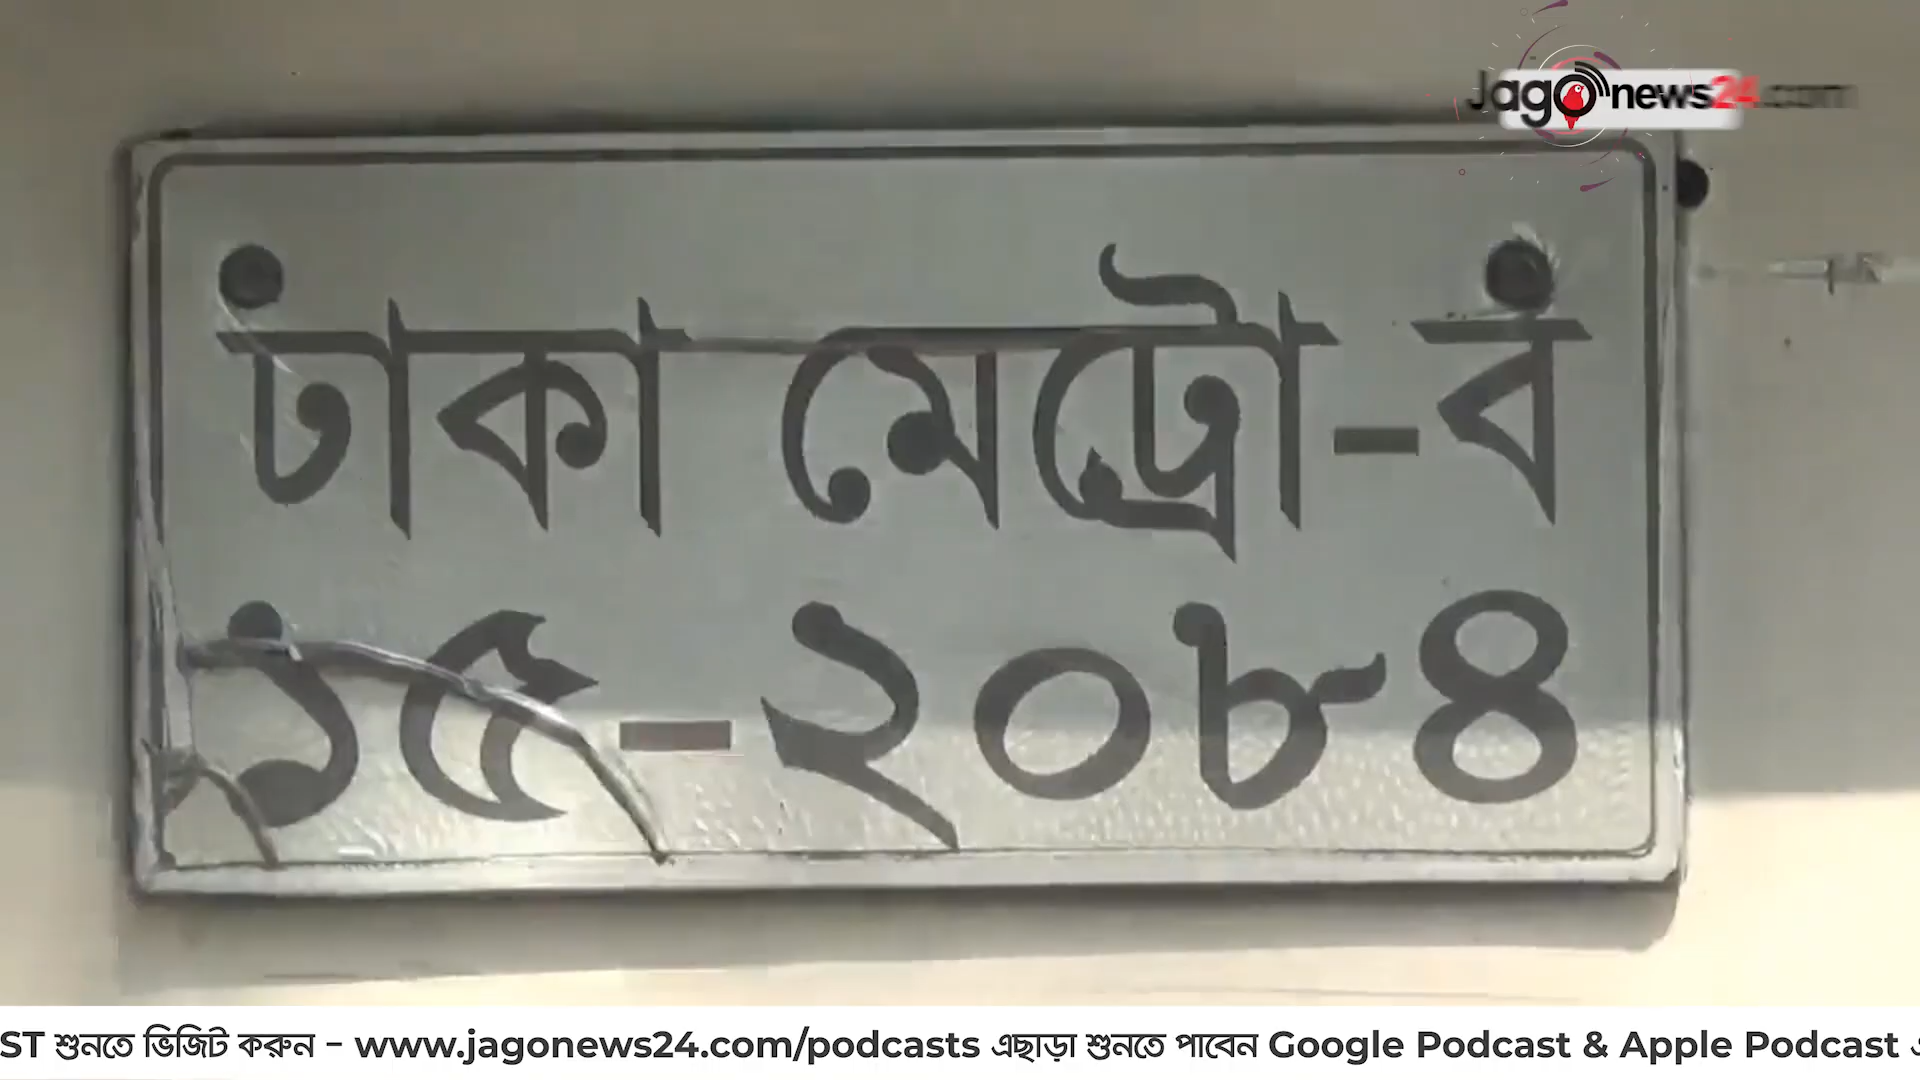 Jagonews24.com
ঢাকা মেট্রো-ব
১৫-২০৮৪
ST শুনতে ভিজিট করুন - www.jagonews24.com/podcasts এছাড়া শুনতে পাবেন Google Podcast & Apple Podcast এ